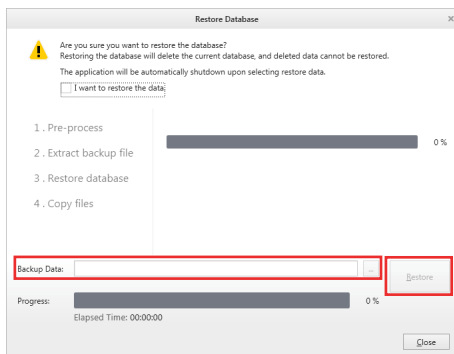 Restore Database
Are you sure you want to restore the database?
Restoring the database will delete the current database, and deleted data cannot be restored.
The application will be automatically shutdown upon selecting restore data.
I want to restore the data.
1 . Pre-process
0 %
2 . Extract backup file
3 . Restore database
4 . Copy files
Backup Data:
...
Restore
Progress:
0 %
Elapsed Time: 00:00:00
Close